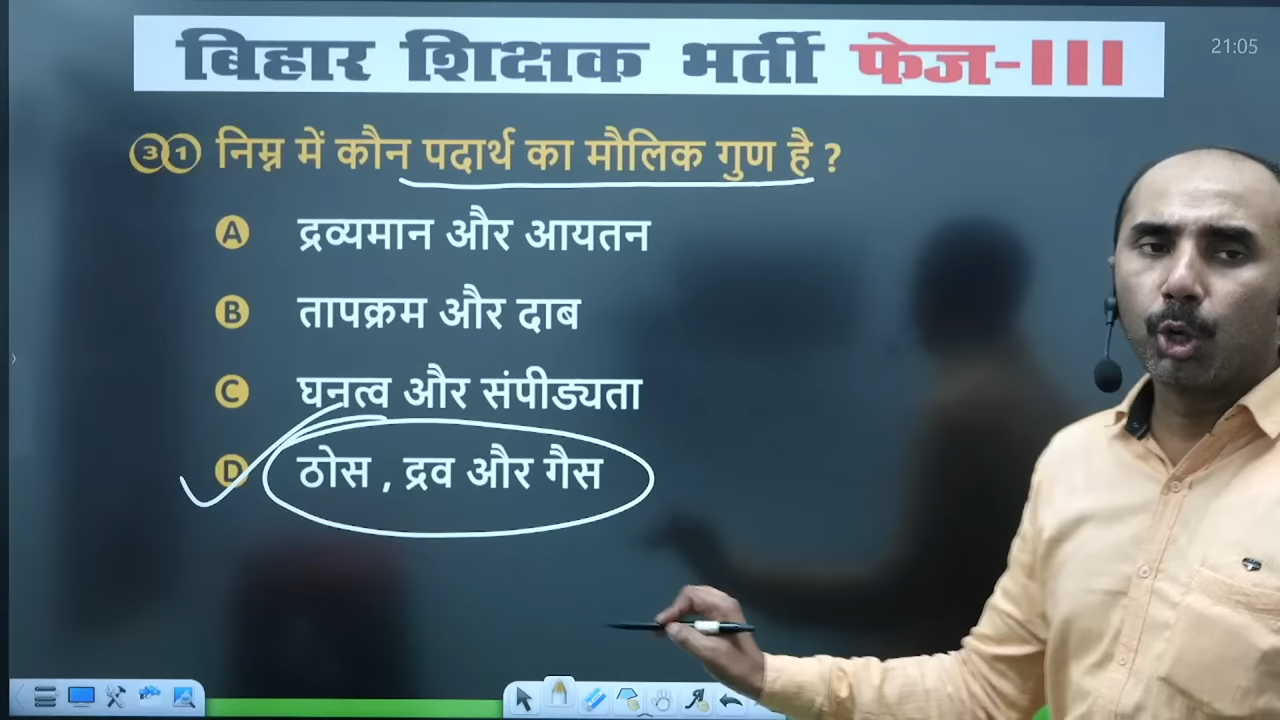 बिहार शिक्षक भर्ती फेज-III
21:05
31 निम्न में कौन पदार्थ का मौलिक गुण है ?
A द्रव्यमान और आयतन
B तापक्रम और दाब
C घनत्व और संपीड्यता
D ठोस , द्रव और गैस